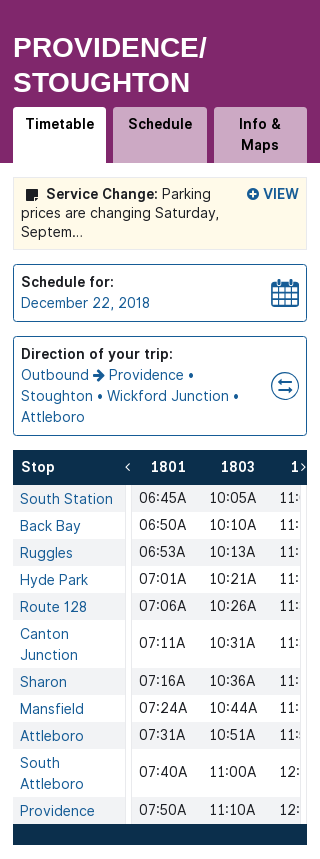 PROVIDENCE/
STOUGHTON
Timetable Schedule Info &
Maps
Service Change: Parking VIEW
prices are changing Saturday,
Septem...
Schedule for:
December 22, 2018
Direction of your trip:
Outbound → Providence •
Stoughton • Wickford Junction •
Attleboro
Stop 1801 1803 1
South Station 06:45A 10:05A 11:
Back Bay 06:50A 10:10A 11:
Ruggles 06:53A 10:13A 11:
Hyde Park 07:01A 10:21A 11:
Route 128 07:06A 10:26A 11:
Canton
Junction 07:11A 10:31A 11:
Sharon 07:16A 10:36A 11:
Mansfield 07:24A 10:44A 11:
Attleboro 07:31A 10:51A 11:
South
Attleboro 07:40A 11:00A 12:
Providence 07:50A 11:10A 12: